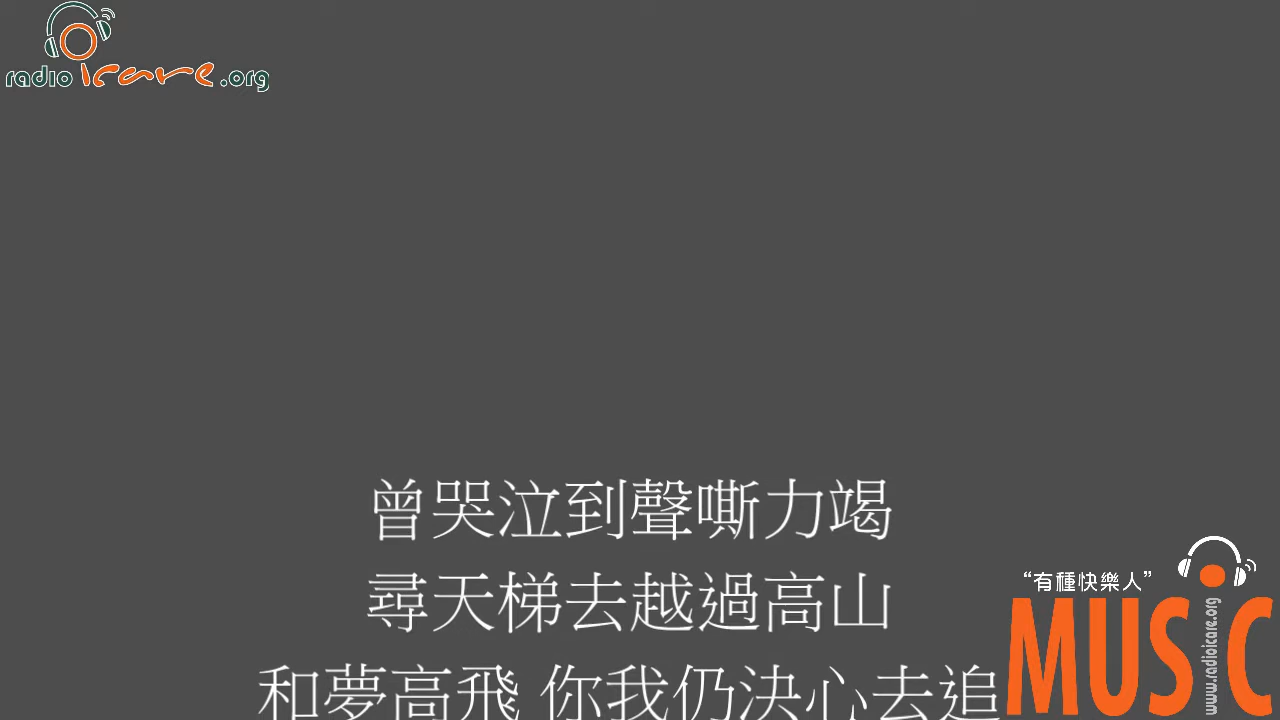 radio icare.org
曾哭泣到聲嘶力竭
尋天梯去越過高山
和夢高飛 你我仍決心去追
“有種快樂人”
MUSIC
www.radioicare.org